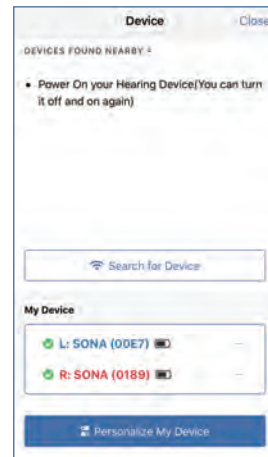 Device
Close
DEVICES FOUND NEARBY
• Power On your Hearing Device(You can turn
it off and on again)
Search for Device
My Device
L: SONA (00E7)
R: SONA (0189)
Personalize My Device